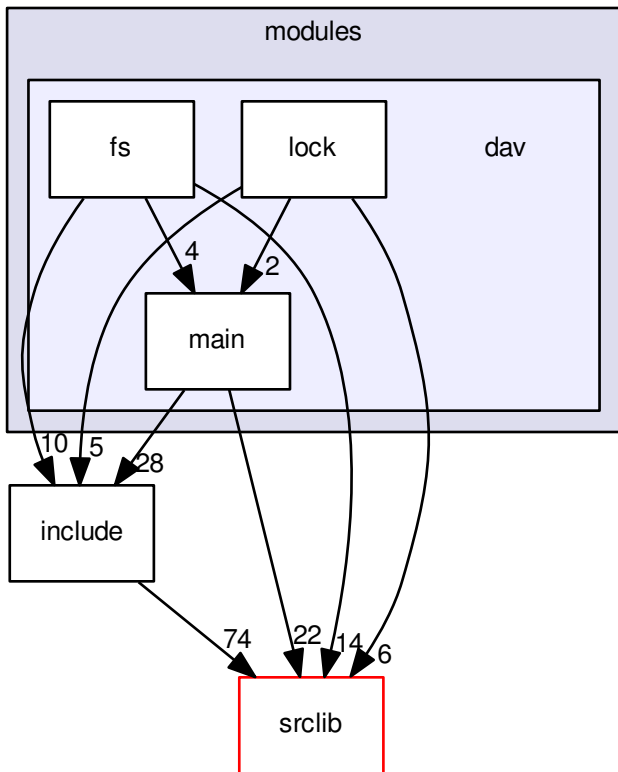 modules
fs
lock
dav
4
2
main
10
5
28
include
74
22
14
6
srclib